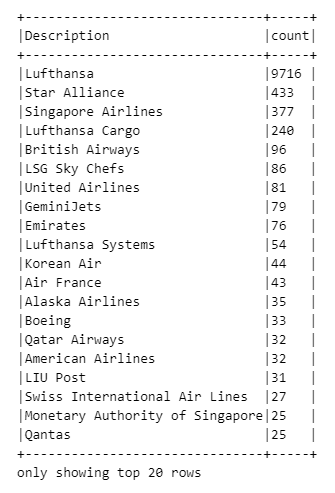 +-------------------------------+-----+
|Description                    |count|
+-------------------------------+-----+
|Lufthansa                      |9716 |
|Star Alliance                  |433  |
|Singapore Airlines             |377  |
|Lufthansa Cargo                |240  |
|British Airways                |96   |
|LSG Sky Chefs                  |86   |
|United Airlines                |81   |
|GeminiJets                     |79   |
|Emirates                       |76   |
|Lufthansa Systems              |54   |
|Korean Air                     |44   |
|Air France                     |43   |
|Alaska Airlines                |35   |
|Boeing                         |33   |
|Qatar Airways                  |32   |
|American Airlines              |32   |
|LIU Post                       |31   |
|Swiss International Air Lines  |27   |
|Monetary Authority of Singapore|25   |
|Qantas                         |25   |
+-------------------------------+-----+
only showing top 20 rows